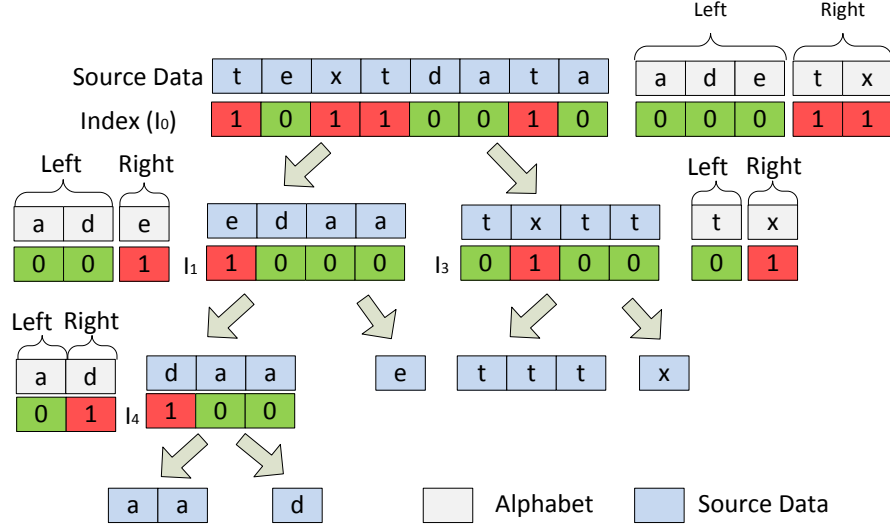 Left Right
Source Data t e x t d a t a a d e t x
Index (I0) 1 0 1 1 0 0 1 0 0 0 0 1 1
Left Right Left Right
a d e e d a a t x t t t x
0 0 1 I1 1 0 0 0 I3 0 1 0 0 0 1
Left Right
a d d a a e t t t x
0 1 I4 1 0 0
a a d Alphabet Source Data